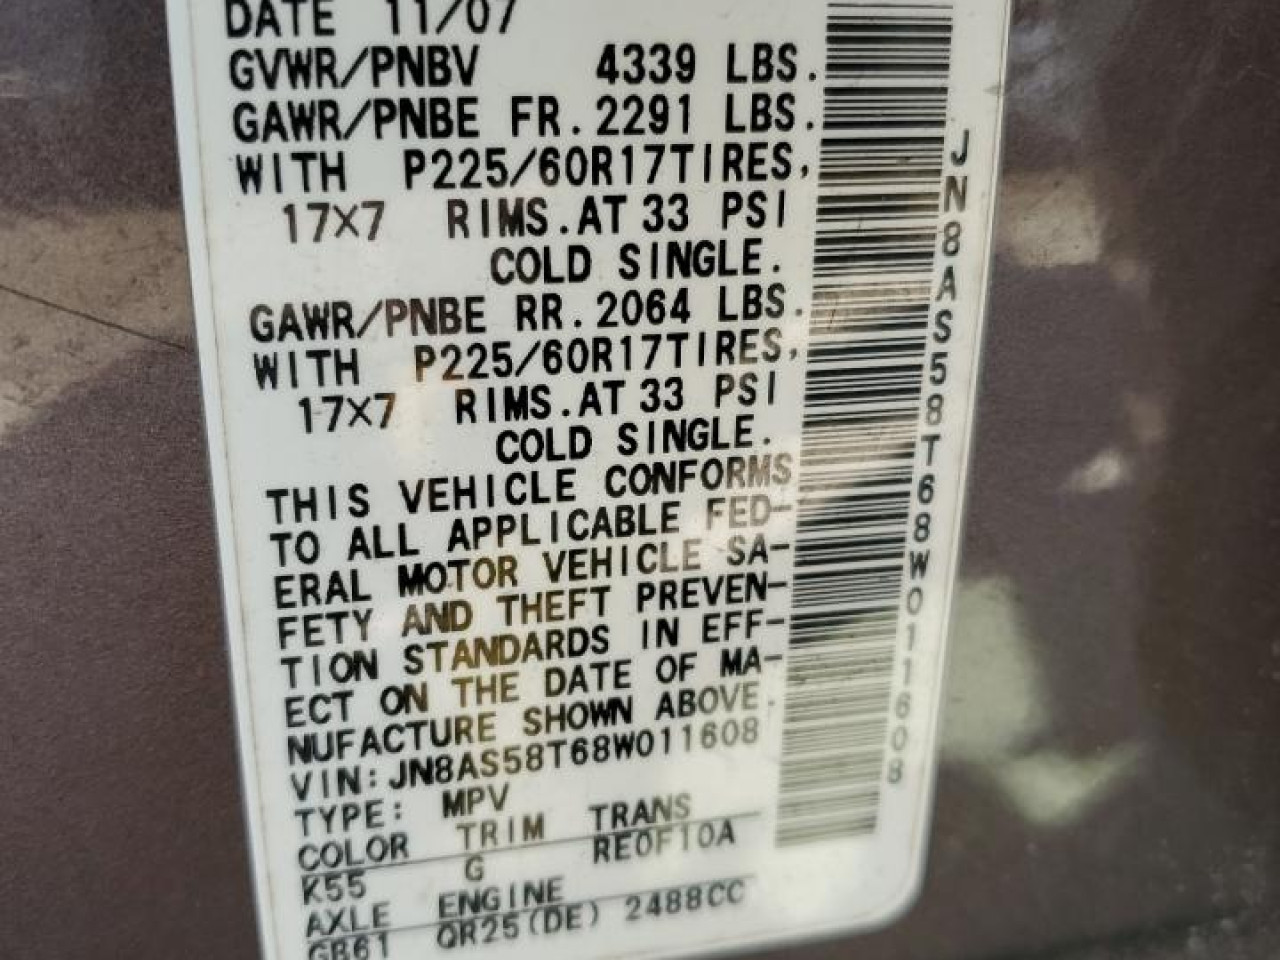 DATE 11/07
GVWR/PNBV 4339 LBS.
GAWR/PNBE FR. 2291 LBS.
WITH P225/60R17TIRES,
17X7 RIMS. AT 33 PSI
COLD SINGLE.
GAWR/PNBE RR. 2064 LBS.
WITH P225/60R17TIRES,
17X7 RIMS. AT 33 PSI
COLD SINGLE.
THIS VEHICLE CONFORMS
TO ALL APPLICABLE FED-
ERAL MOTOR VEHICLE SA-
FETY AND THEFT PREVEN-
TION STANDARDS IN EFF-
ECT ON THE DATE OF MA-
NUFACTURE SHOWN ABOVE.
VIN: JN8AS58T68W011608
TYPE: MPV
COLOR TRIM TRANS
K55 G RE0F10A
AXLE ENGINE
GB61 QR25(DE) 2488CC
JN8AS58T68W011608